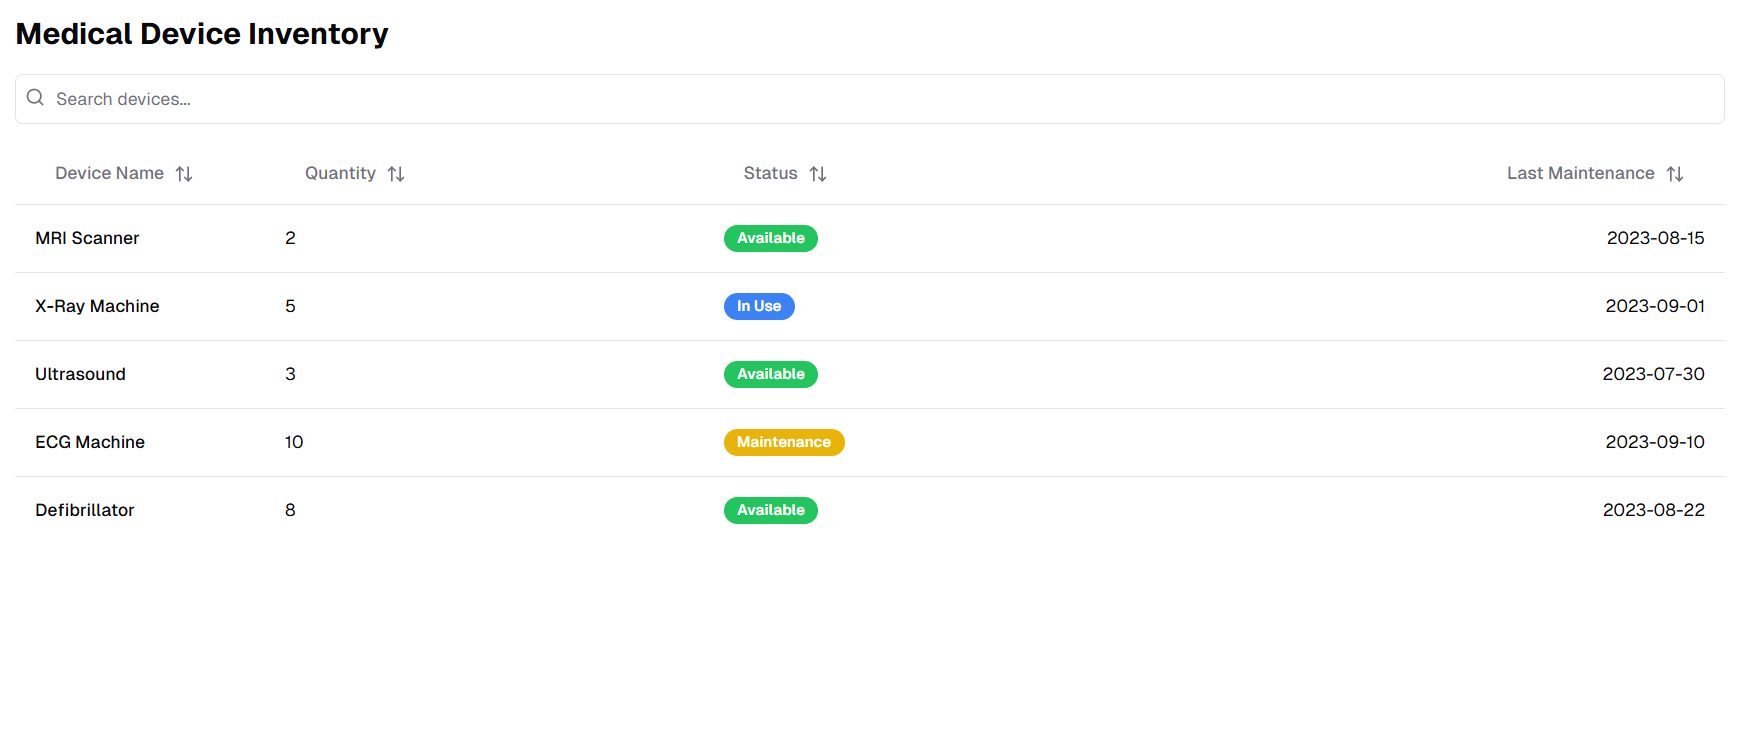 Medical Device Inventory
Search devices...
Device Name Quantity Status Last Maintenance
MRI Scanner 2 Available 2023-08-15
X-Ray Machine 5 In Use 2023-09-01
Ultrasound 3 Available 2023-07-30
ECG Machine 10 Maintenance 2023-09-10
Defibrillator 8 Available 2023-08-22